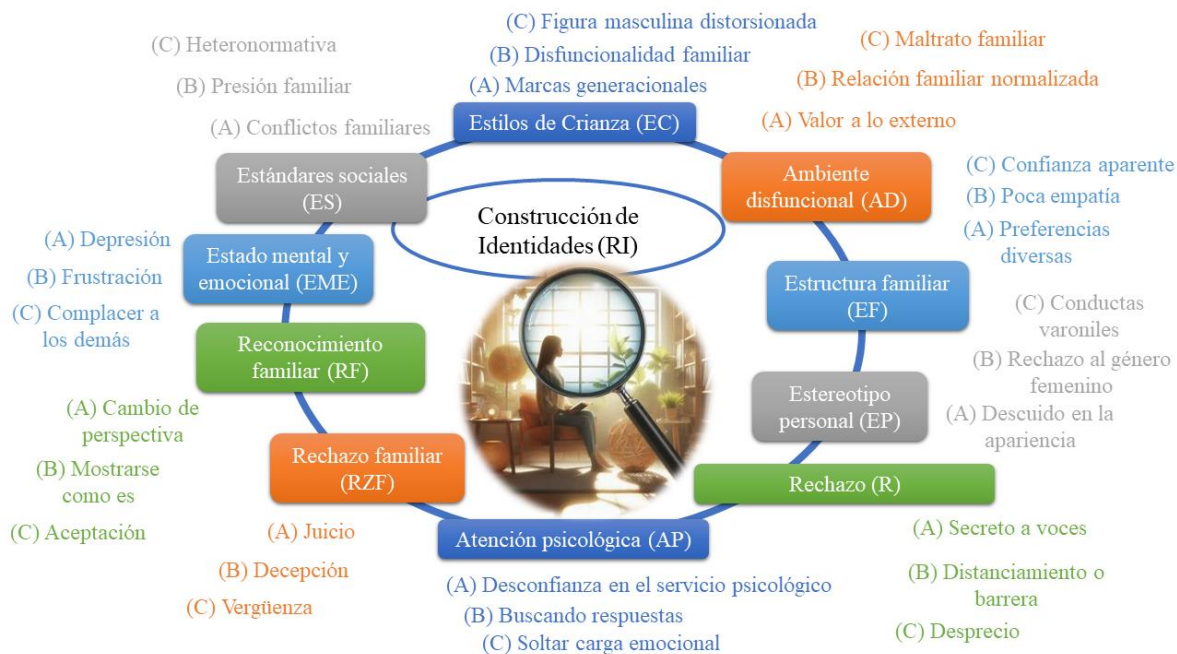 (C) Figura masculina distorsionada
(B) Disfuncionalidad familiar
(A) Marcas generacionales
Estilos de Crianza (EC)
(C) Maltrato familiar
(B) Relación familiar normalizada
(A) Valor a lo externo
Ambiente
disfuncional (AD)
(C) Confianza aparente
(B) Poca empatía
(A) Preferencias
diversas
Estructura familiar
(EF)
(C) Conductas
varoniles
(B) Rechazo al género
femenino
(A) Descuido en la
apariencia
Estereotipo
personal (EP)
Rechazo (R)
(A) Secreto a voces
(B) Distanciamiento o
barrera
(C) Desprecio
Atención psicológica (AP)
(A) Desconfianza en el servicio psicológico
(B) Buscando respuestas
(C) Soltar carga emocional
Rechazo familiar
(RZF)
(A) Juicio
(B) Decepción
(C) Vergüenza
Reconocimiento
familiar (RF)
(A) Cambio de
perspectiva
(B) Mostrarse
como es
(C) Aceptación
Estado mental y
emocional (EME)
(A) Depresión
(B) Frustración
(C) Complacer a
los demás
(C) Heteronormativa
(B) Presión familiar
(A) Conflictos familiares
Estándares sociales
(ES)
Construcción de
Identidades (RI)